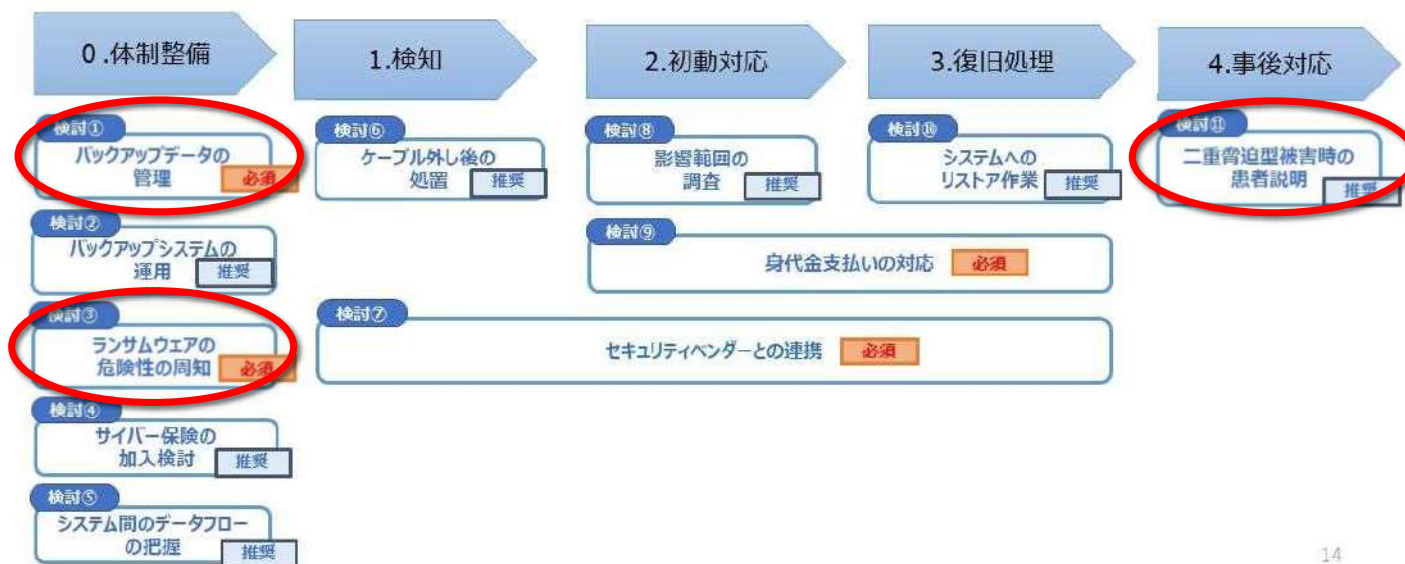 0.体制整備
1.検知
2.初動対応
3.復旧処理
4.事後対応
検討①
バックアップデータの
管理
必須
検討②
バックアップシステムの
運用
推奨
検討③
ランサムウエアの
危険性の周知
必須
検討④
サイバー保険の
加入検討
推奨
検討⑤
システム間のデータフロー
の把握
推奨
検討⑥
ケーブル外し後の
処置
推奨
検討⑧
影響範囲の
調査
推奨
検討⑩
システムへの
リストア作業
推奨
検討⑪
二重脅迫型被害時の
患者説明
推奨
検討⑨
身代金支払いの対応
必須
検討⑦
セキュリティベンダーとの連携
必須
14